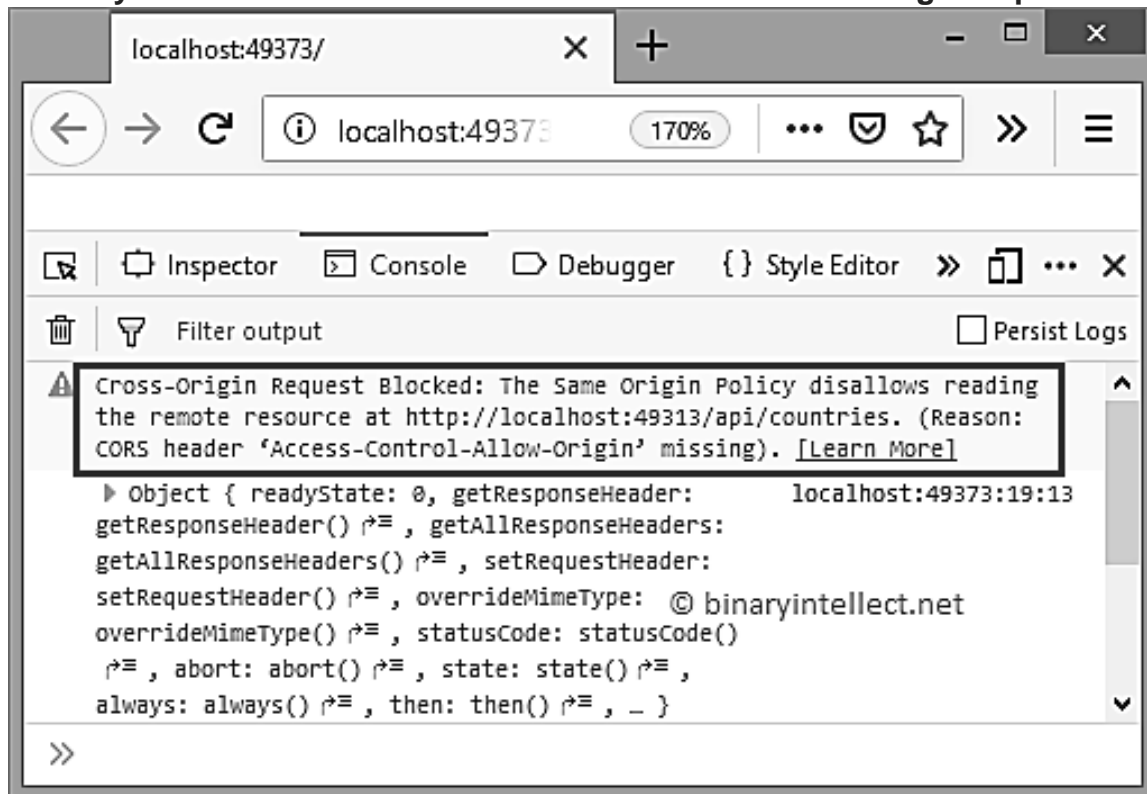 localhost:49373/
localhost:49373
170%
Inspector Console Debugger { } Style Editor
Filter output Persist Logs
Cross-Origin Request Blocked: The Same Origin Policy disallows reading
the remote resource at http://localhost:49313/api/countries. (Reason:
CORS header ‘Access-Control-Allow-Origin’ missing). [Learn More]
Object { readyState: 0, getResponseHeader: localhost:49373:19:13
getResponseHeader() , getAllResponseHeaders:
getAllResponseHeaders() , setRequestHeader:
setRequestHeader() , overrideMimeType: © binaryintellect.net
overrideMimeType() , statusCode: statusCode()
, abort: abort() , state: state() ,
always: always() , then: then() , … }